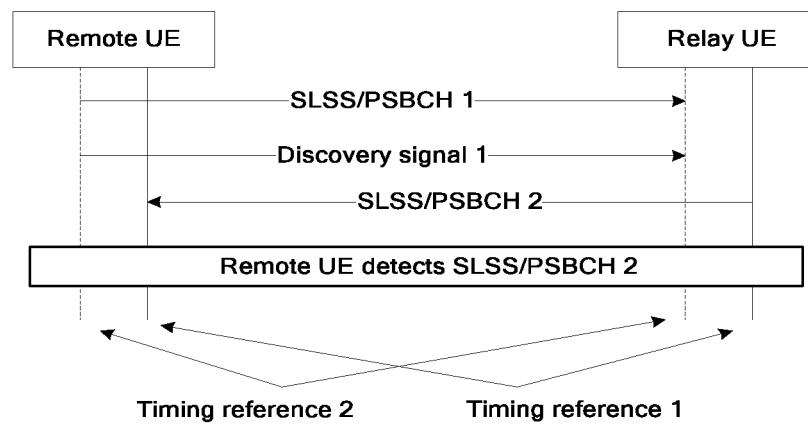 Remote UE
Relay UE
SLSS/PSBCH 1
Discovery signal 1
SLSS/PSBCH 2
Remote UE detects SLSS/PSBCH 2
Timing reference 2
Timing reference 1